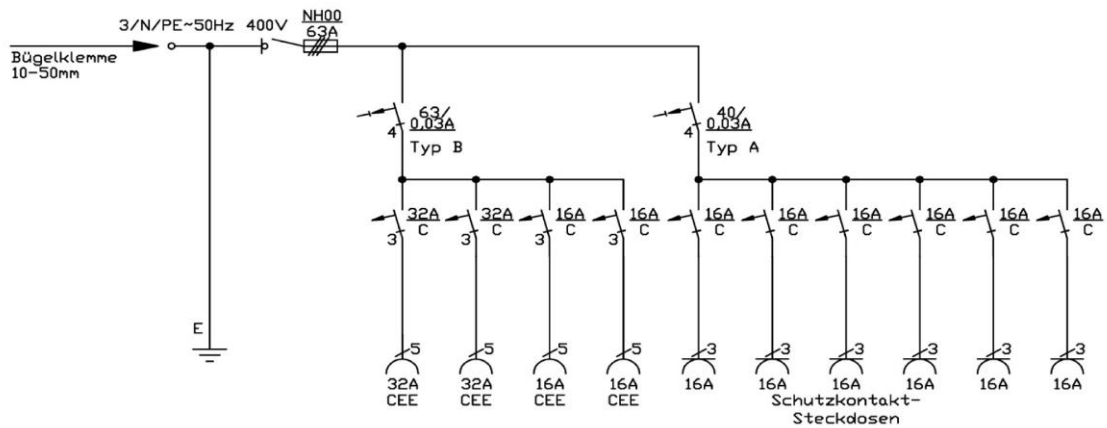 3/N/PE~50Hz 400V
NH00
63A
Bügelklemme
10-50mm
63/
0,03A
4
Typ B
40/
0,03A
4
Typ A
32A 32A 16A 16A 16A 16A 16A 16A 16A 16A
C C C C C C C C C C
3 3 3 3
E
5 5 5 5 3 3 3 3 3 3
32A 32A 16A 16A 16A 16A 16A 16A 16A 16A
CEE CEE CEE CEE
Schutzkontakt-
Steckdosen